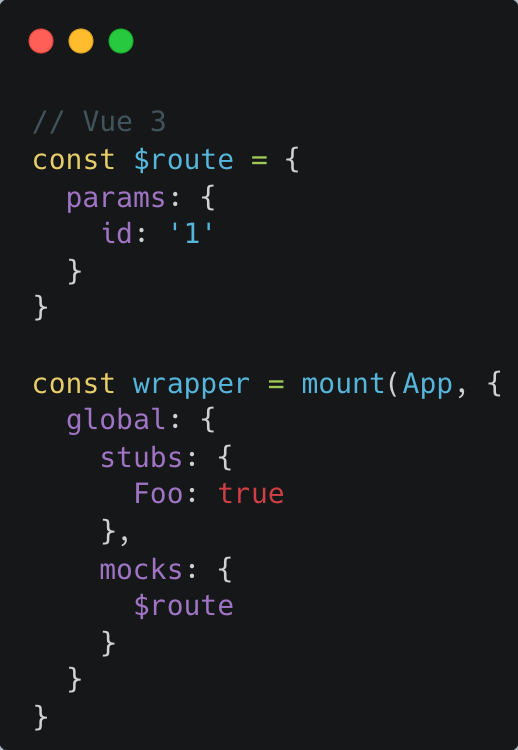 // Vue 3
const $route = {
  params: {
    id: '1'
  }
}

const wrapper = mount(App, {
  global: {
    stubs: {
      Foo: true
    },
    mocks: {
      $route
    }
  }
}